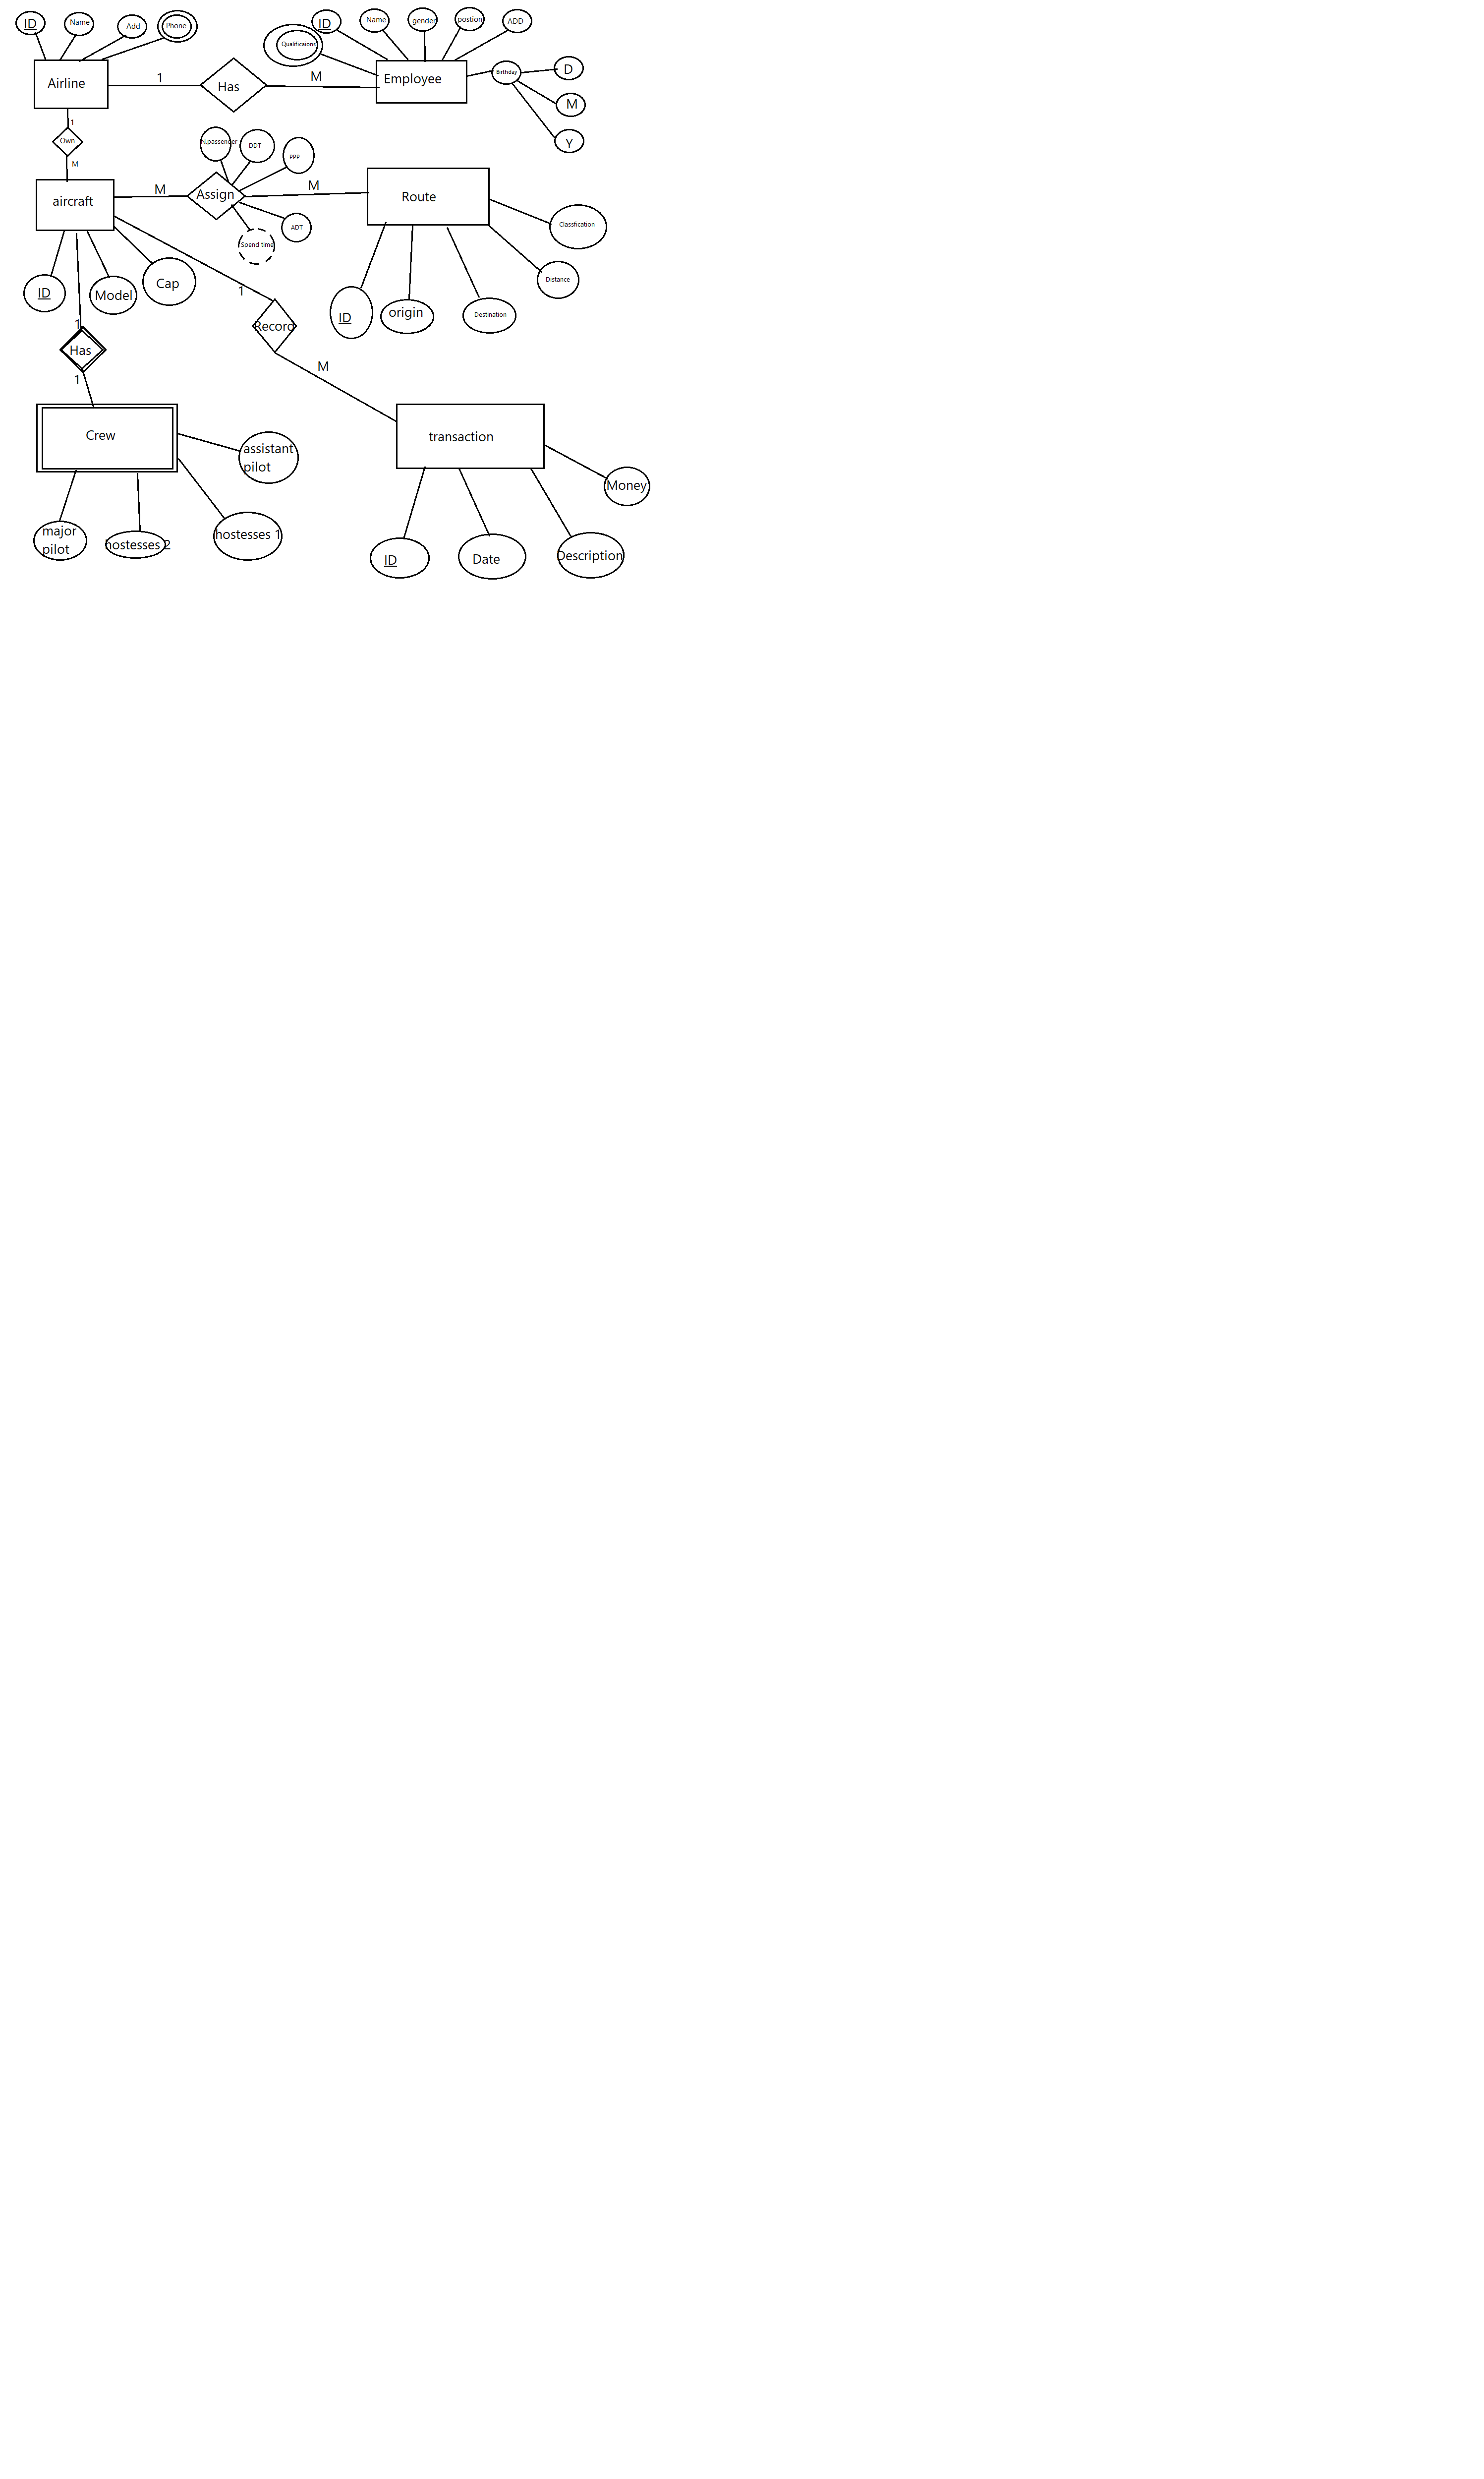 ID
Name
Add
Phone
Qualificaions
ID
Name
gender
postion
ADD
Airline
1
Has
M
Employee
Birthday
D
M
Y
1
Own
M
N.passenger
DDT
ppp
aircraft
M
Assign
M
Route
Spend time
ADT
Classfication
Distance
ID
Model
Cap
1
Record
ID
origin
Destination
1
Has
1
M
Crew
assistant
pilot
transaction
Money
major
pilot
hostesses 2
hostesses 1
ID
Date
Description